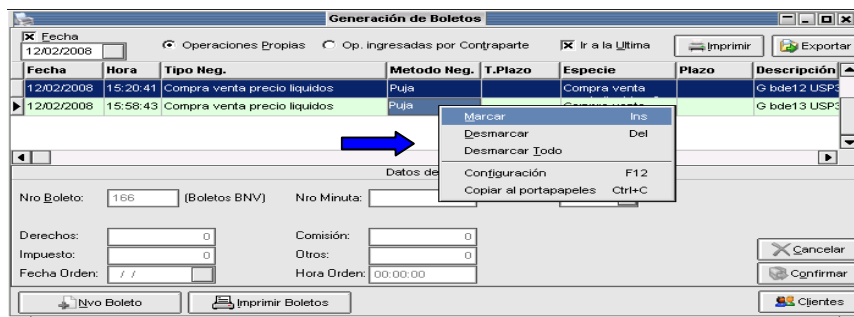 Generación de Boletos
Fecha
12/02/2008
Operaciones Propias
Op. ingresadas por Contraparte
Ir a la Ultima
Imprimir
Exportar
Fecha Hora Tipo Neg. Metodo Neg. T.Plazo Especie Plazo Descripción
12/02/2008 15:20:41 Compra venta precio liquidos Puja Compra venta G bde12 USP3
12/02/2008 15:58:43 Compra venta precio liquidos Puja G bde13 USP3
Marcar Ins
Desmarcar Del
Desmarcar Todo
Configuración F12
Copiar al portapapeles Ctrl+C
Datos de
Nro Boleto: 166 (Boletos BNV) Nro Minuta:
Derechos: 0 Comisión: 0
Impuesto: 0 Otros: 0
Fecha Orden: / / Hora Orden: 00:00:00
Cancelar
Confirmar
Nvo Boleto Imprimir Boletos Clientes